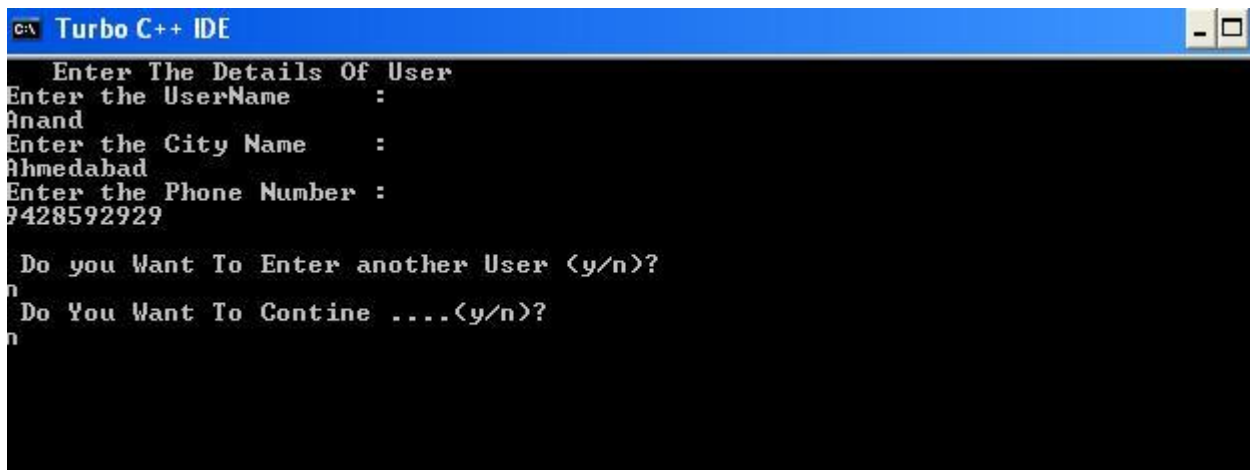 Turbo C++ IDE
Enter The Details Of User
Enter the UserName :
Anand
Enter the City Name :
Ahmedabad
Enter the Phone Number :
9428592929
Do you Want To Enter another User (y/n)?
n
Do You Want To Contine ....(y/n)?
n